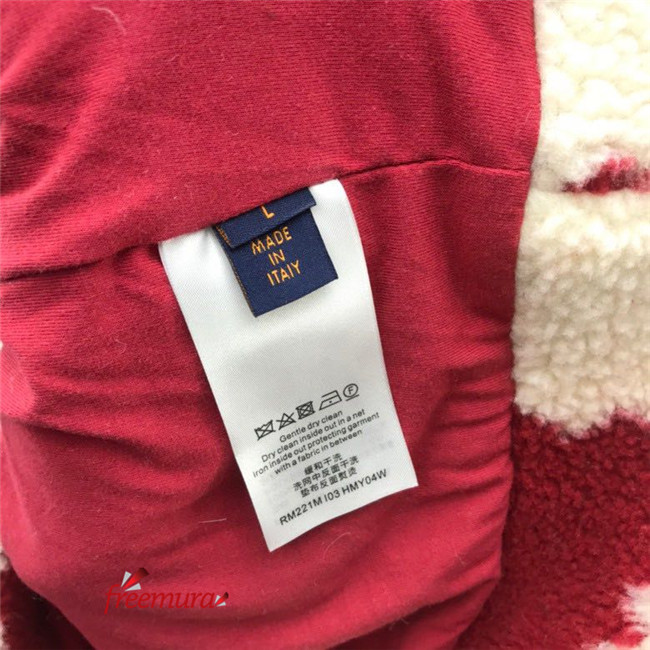 L
MADE
IN
ITAIY
Gentle dry clean
Dry clean inside out in a net
Iron inside out protecting garment
with a fabric in between
缓和干洗
洗网中反面干洗
垫布反面熨烫
RM221M I03 HMY04W
freemura